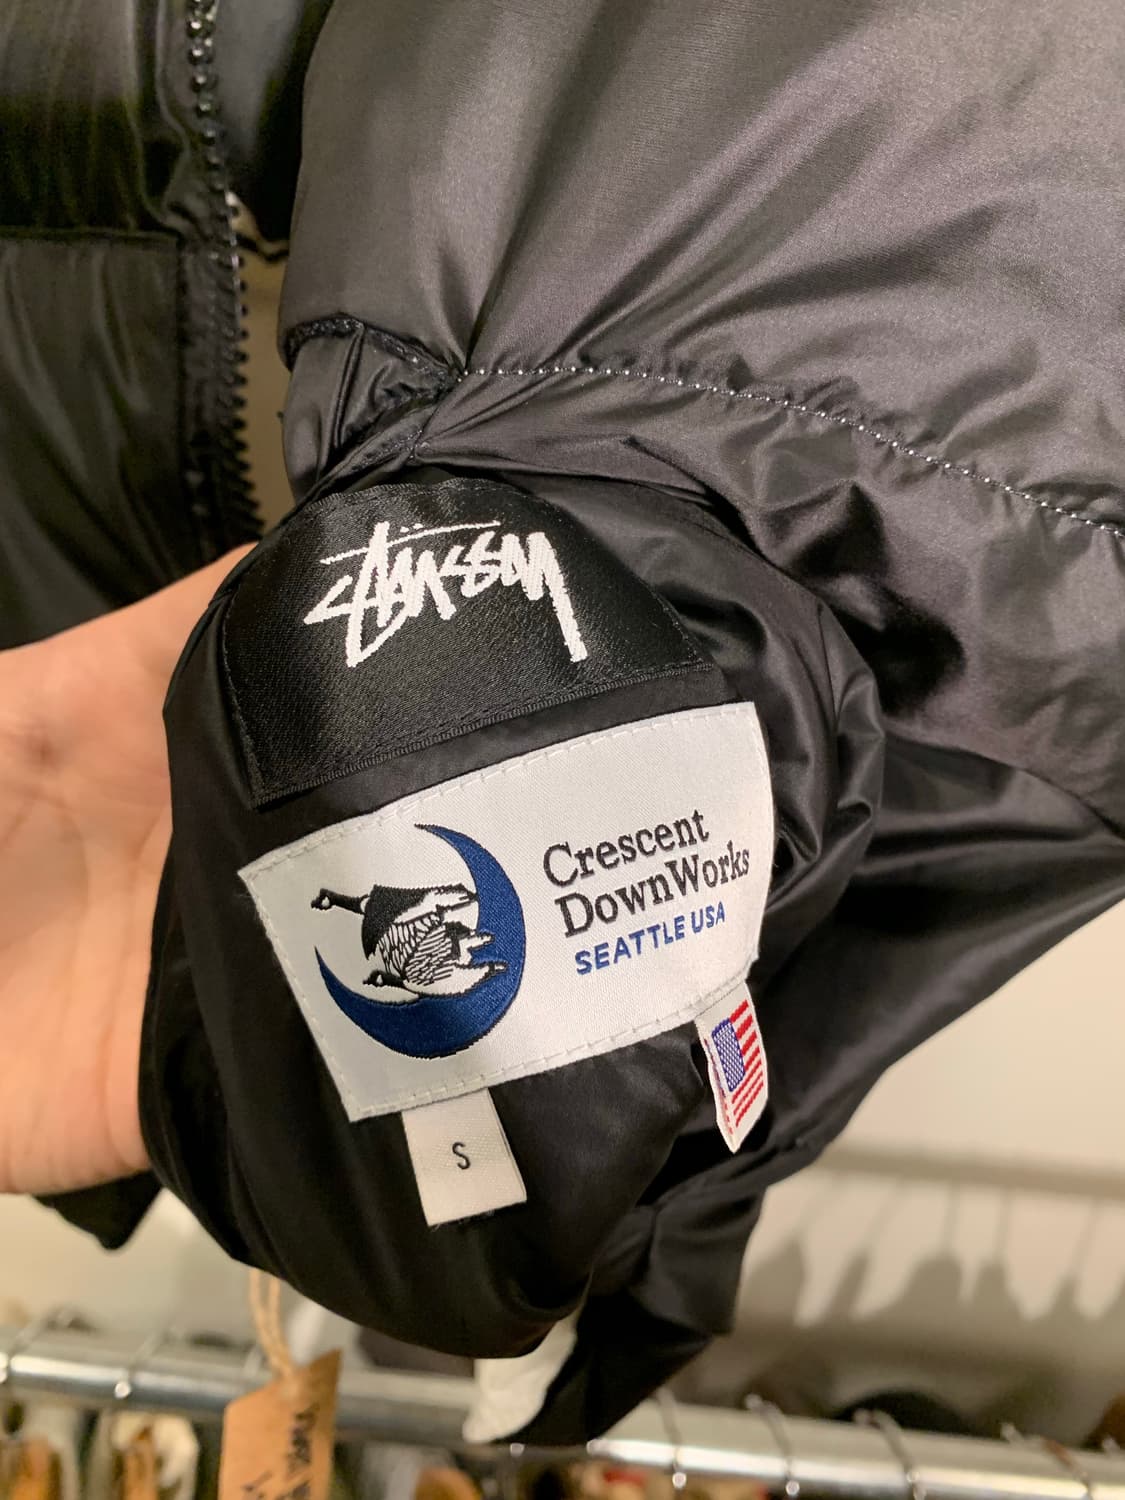 Stüssy
Crescent
DownWorks
SEATTLE USA
S